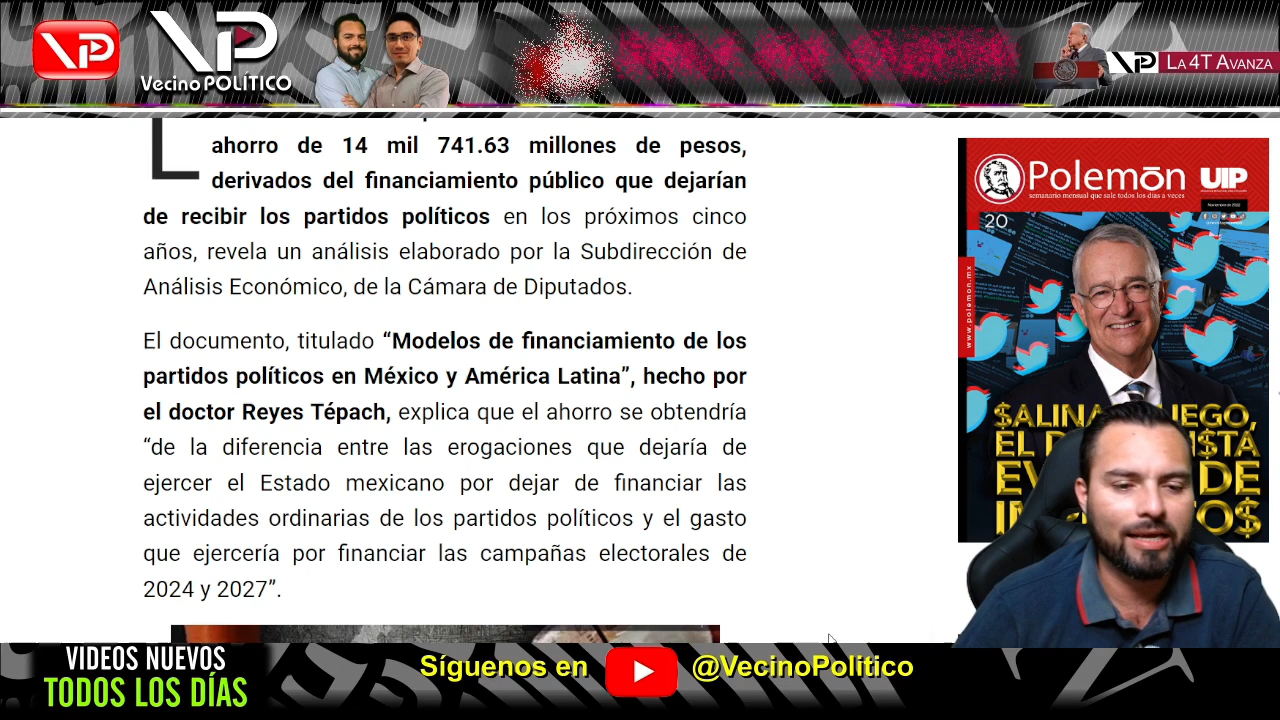 VP
VP
Vecino POLÍTICO
VP LA 4T AVANZA
L
ahorro de 14 mil 741.63 millones de pesos,
derivados del financiamiento público que dejarían
de recibir los partidos políticos en los próximos cinco
años, revela un análisis elaborado por la Subdirección de
Análisis Económico, de la Cámara de Diputados.
El documento, titulado “Modelos de financiamiento de los
partidos políticos en México y América Latina”, hecho por
el doctor Reyes Tépach, explica que el ahorro se obtendría
“de la diferencia entre las erogaciones que dejaría de
ejercer el Estado mexicano por dejar de financiar las
actividades ordinarias de los partidos políticos y el gasto
que ejercería por financiar las campañas electorales de
2024 y 2027”.
Polemōn UIP
semanario mensual que sale todos los días a veces
Noviembre de 2022
20
www.polemon.mx
VIDEOS NUEVOS
TODOS LOS DÍAS
Síguenos en @VecinoPolitico